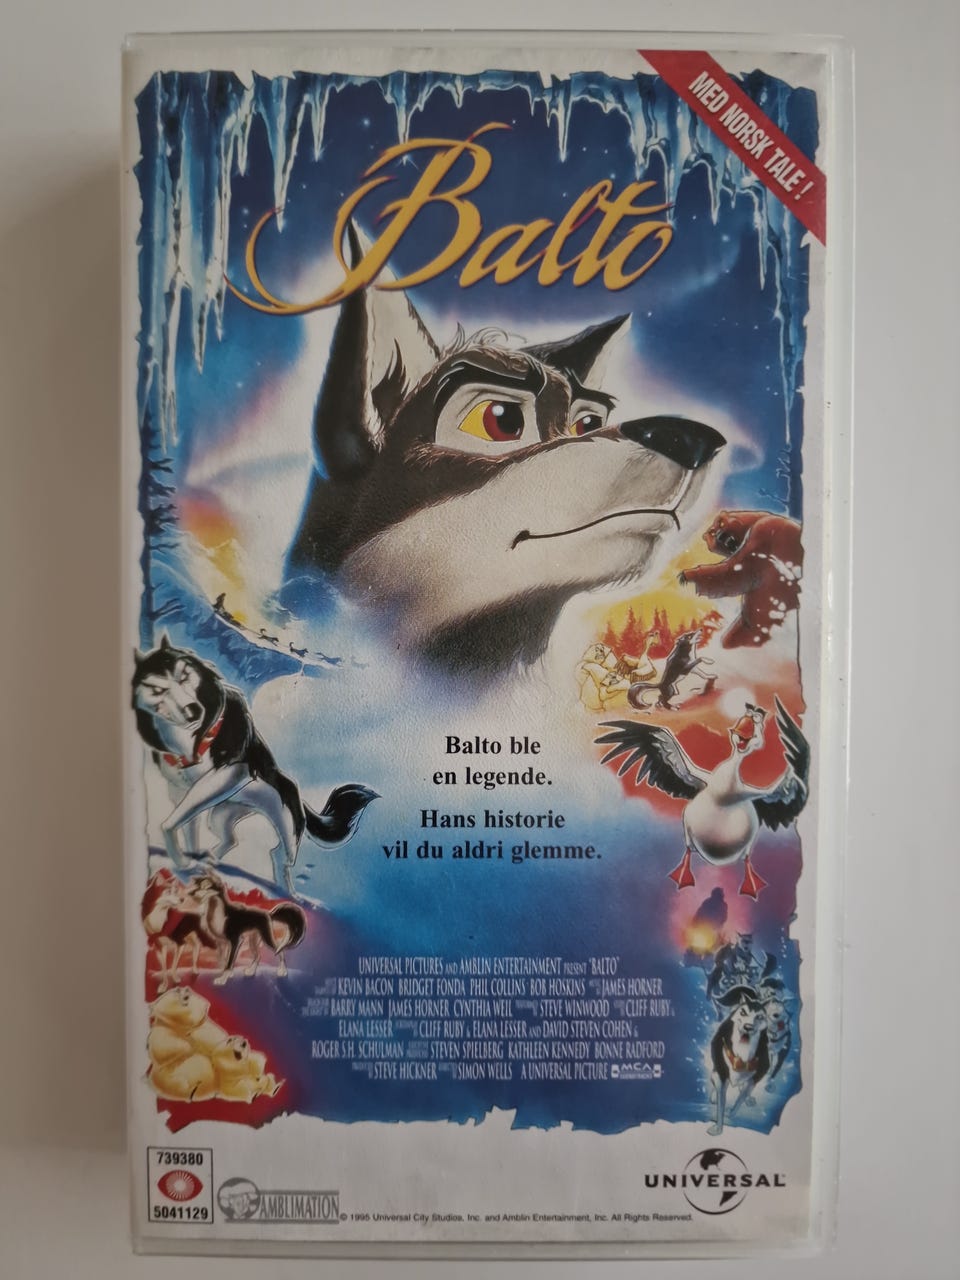 MED NORSK TALE!
Balto
Balto ble
en legende.
Hans historie
vil du aldri glemme.
UNIVERSAL PICTURES AND AMBLIN ENTERTAINMENT PRESENT "BALTO"
KEVIN BACON BRIDGET FONDA PHIL COLLINS BOB HOSKINS JAMES HORNER
BARRY MANN JAMES HORNER CYNTHIA WEIL STEVE WINWOOD CLIFF RUBY &
ELANA LESSER CLIFF RUBY & ELANA LESSER AND DAVID STEVEN COHEN &
ROGER S.H. SCHULMAN STEVEN SPIELBERG KATHLEEN KENNEDY BONNE RADFORD
STEVE HICKNER SIMON WELLS A UNIVERSAL PICTURE MCA
739380
5041129
AMBLIMATION
© 1995 Universal City Studios, Inc. and Amblin Entertainment, Inc. All Rights Reserved.
UNIVERSAL